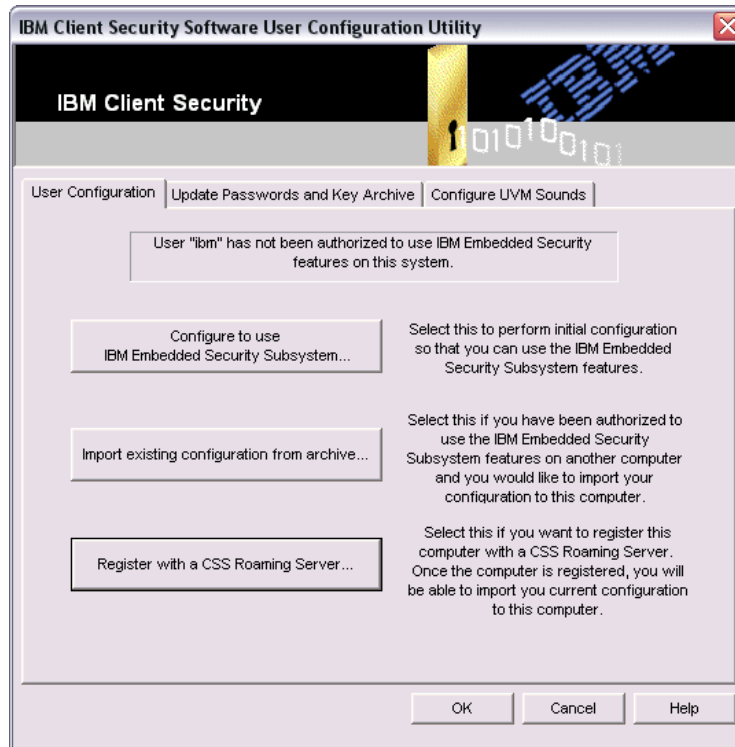 IBM Client Security Software User Configuration Utility
IBM Client Security
IBM
1010100101
User Configuration
Update Passwords and Key Archive
Configure UVM Sounds
User "ibm" has not been authorized to use IBM Embedded Security
features on this system.
Configure to use
IBM Embedded Security Subsystem...
Select this to perform initial configuration
so that you can use the IBM Embedded
Security Subsystem features.
Import existing configuration from archive...
Select this if you have been authorized to
use the IBM Embedded Security
Subsystem features on another computer
and you would like to import your
configuration to this computer.
Register with a CSS Roaming Server...
Select this if you want to register this
computer with a CSS Roaming Server.
Once the computer is registered, you will
be able to import you current configuration
to this computer.
OK
Cancel
Help